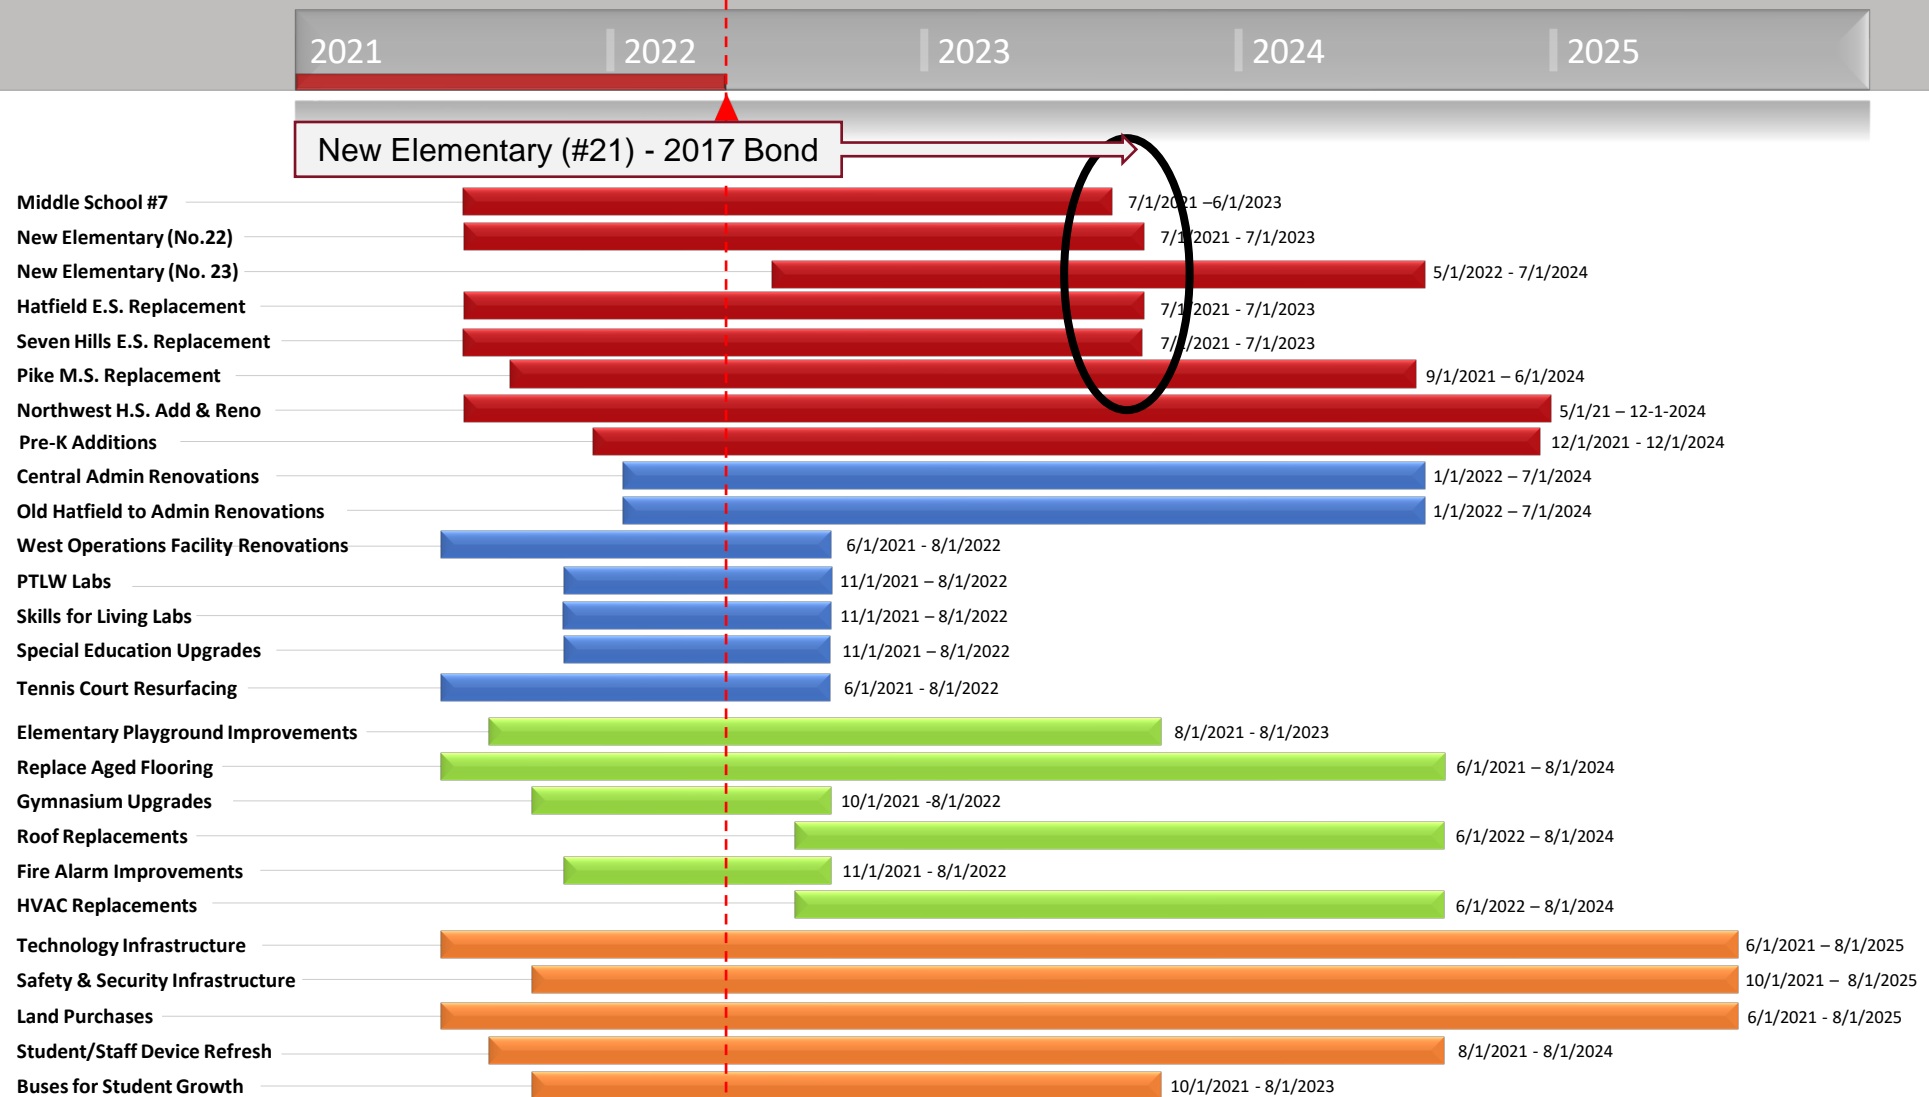 2021 2022 2023 2024 2025
New Elementary (#21) - 2017 Bond
Middle School #7 7/1/2021 –6/1/2023
New Elementary (No.22) 7/1/2021 - 7/1/2023
New Elementary (No. 23) 5/1/2022 - 7/1/2024
Hatfield E.S. Replacement 7/1/2021 - 7/1/2023
Seven Hills E.S. Replacement 7/1/2021 - 7/1/2023
Pike M.S. Replacement 9/1/2021 – 6/1/2024
Northwest H.S. Add & Reno 5/1/21 – 12-1-2024
Pre-K Additions 12/1/2021 - 12/1/2024
Central Admin Renovations 1/1/2022 – 7/1/2024
Old Hatfield to Admin Renovations 1/1/2022 – 7/1/2024
West Operations Facility Renovations 6/1/2021 - 8/1/2022
PTLW Labs 11/1/2021 – 8/1/2022
Skills for Living Labs 11/1/2021 – 8/1/2022
Special Education Upgrades 11/1/2021 – 8/1/2022
Tennis Court Resurfacing 6/1/2021 - 8/1/2022
Elementary Playground Improvements 8/1/2021 - 8/1/2023
Replace Aged Flooring 6/1/2021 – 8/1/2024
Gymnasium Upgrades 10/1/2021 -8/1/2022
Roof Replacements 6/1/2022 – 8/1/2024
Fire Alarm Improvements 11/1/2021 - 8/1/2022
HVAC Replacements 6/1/2022 – 8/1/2024
Technology Infrastructure 6/1/2021 – 8/1/2025
Safety & Security Infrastructure 10/1/2021 – 8/1/2025
Land Purchases 6/1/2021 - 8/1/2025
Student/Staff Device Refresh 8/1/2021 - 8/1/2024
Buses for Student Growth 10/1/2021 - 8/1/2023